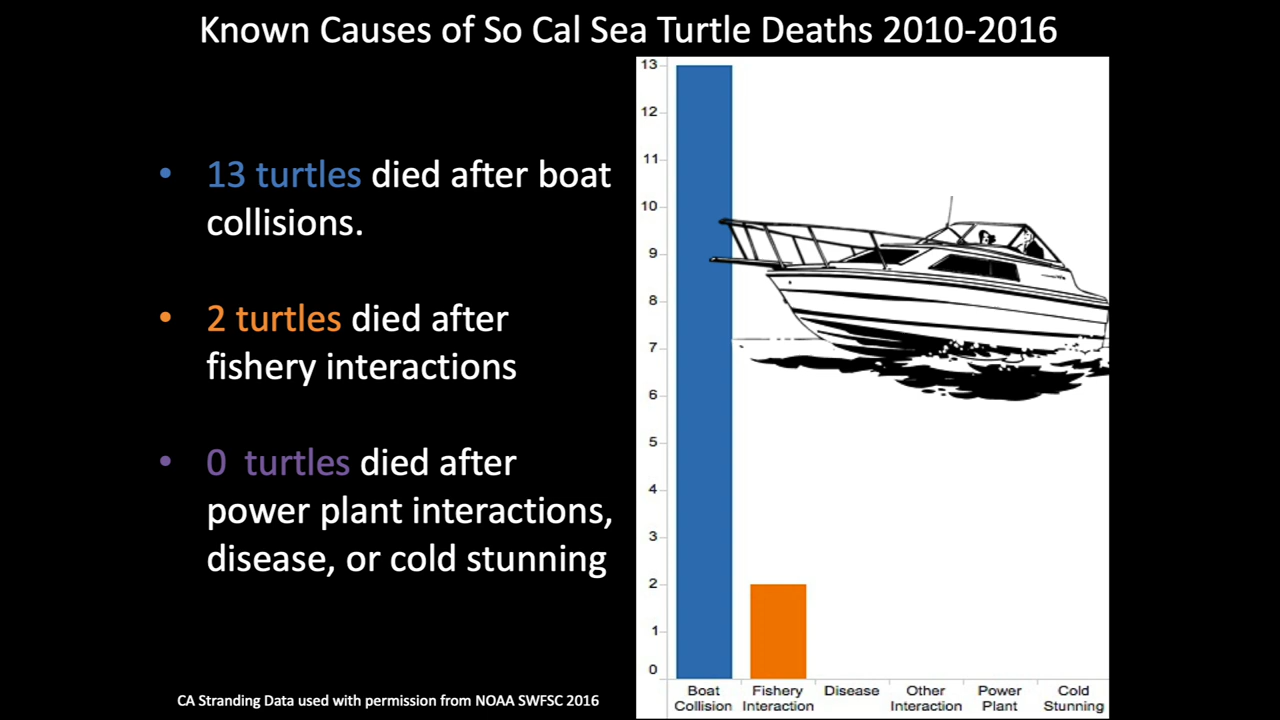 Known Causes of So Cal Sea Turtle Deaths 2010-2016
• 13 turtles died after boat
collisions.
• 2 turtles died after
fishery interactions
• 0 turtles died after
power plant interactions,
disease, or cold stunning
CA Stranding Data used with permission from NOAA SWFSC 2016
13
12
11
10
9
8
7
6
5
4
3
2
1
0
Boat Collision
Fishery Interaction
Disease
Other Interaction
Power Plant
Cold Stunning